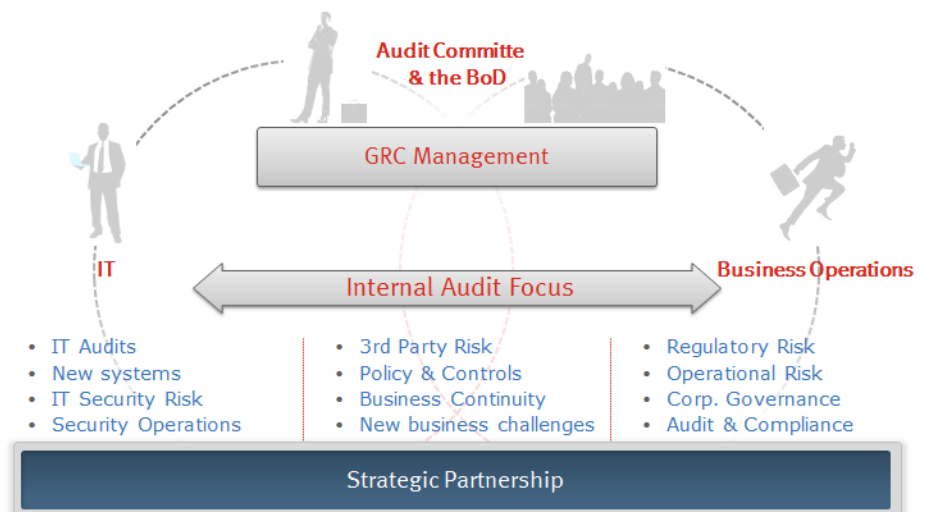 Audit Committe
& the BoD
GRC Management
IT
Business Operations
Internal Audit Focus
• IT Audits
• New systems
• IT Security Risk
• Security Operations
• 3rd Party Risk
• Policy & Controls
• Business Continuity
• New business challenges
• Regulatory Risk
• Operational Risk
• Corp. Governance
• Audit & Compliance
Strategic Partnership